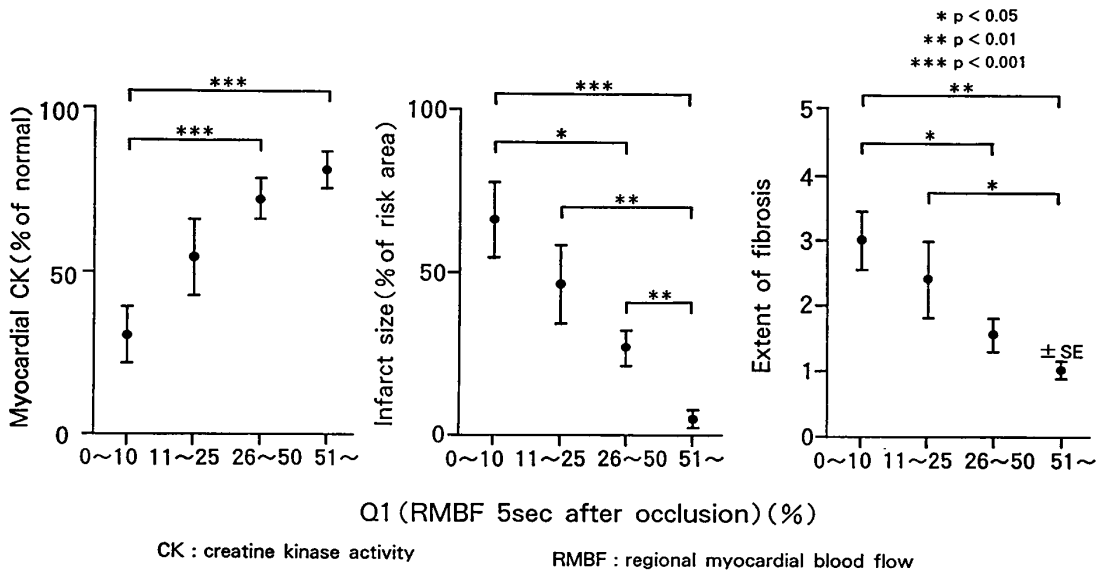 * p < 0.05
** p < 0.01
*** p < 0.001
Myocardial CK (% of normal)
100
50
0
***
***
0～10 11～25 26～50 51～
Infarct size (% of risk area)
100
50
0
***
*
**
**
0～10 11～25 26～50 51～
Extent of fibrosis
5
4
3
2
1
0
**
*
*
± SE
0～10 11～25 26～50 51～
Q1 (RMBF 5sec after occlusion) (%)
CK : creatine kinase activity
RMBF : regional myocardial blood flow